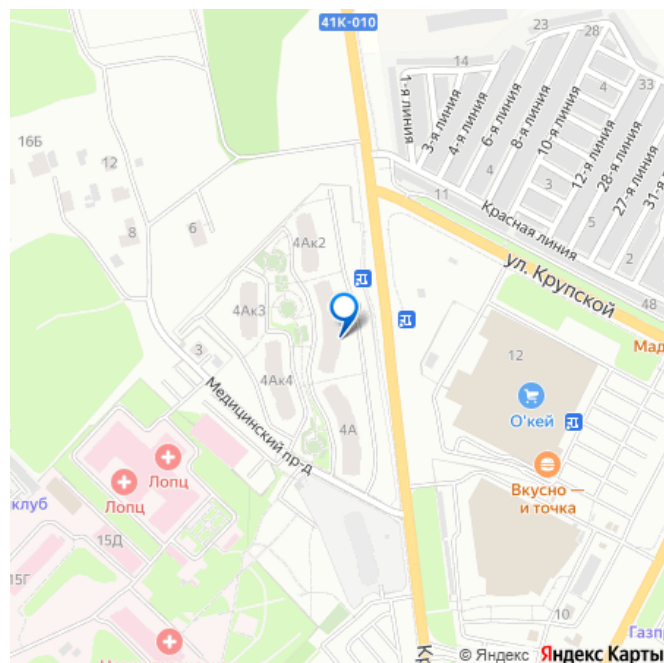 41К-010
23
28
14
33
1-я линия
3-я линия
4-я линия
6-я линия
8-я линия
10-я линия
12-я линия
28-я линия
27-я линия
31-я
4
16Б
12
11
4
3
5
Красная линия
8
6
4Ак2
2
ул. Крупской
48
4Ак3
Мад
3
12
4Ак4
О'кей
Медицинский пр-д
4А
Лопц
Вкусно —
и точка
клуб
Лопц
15Д
15Г
10
Газпр
Кр
© Яндекс Яндекс Карты